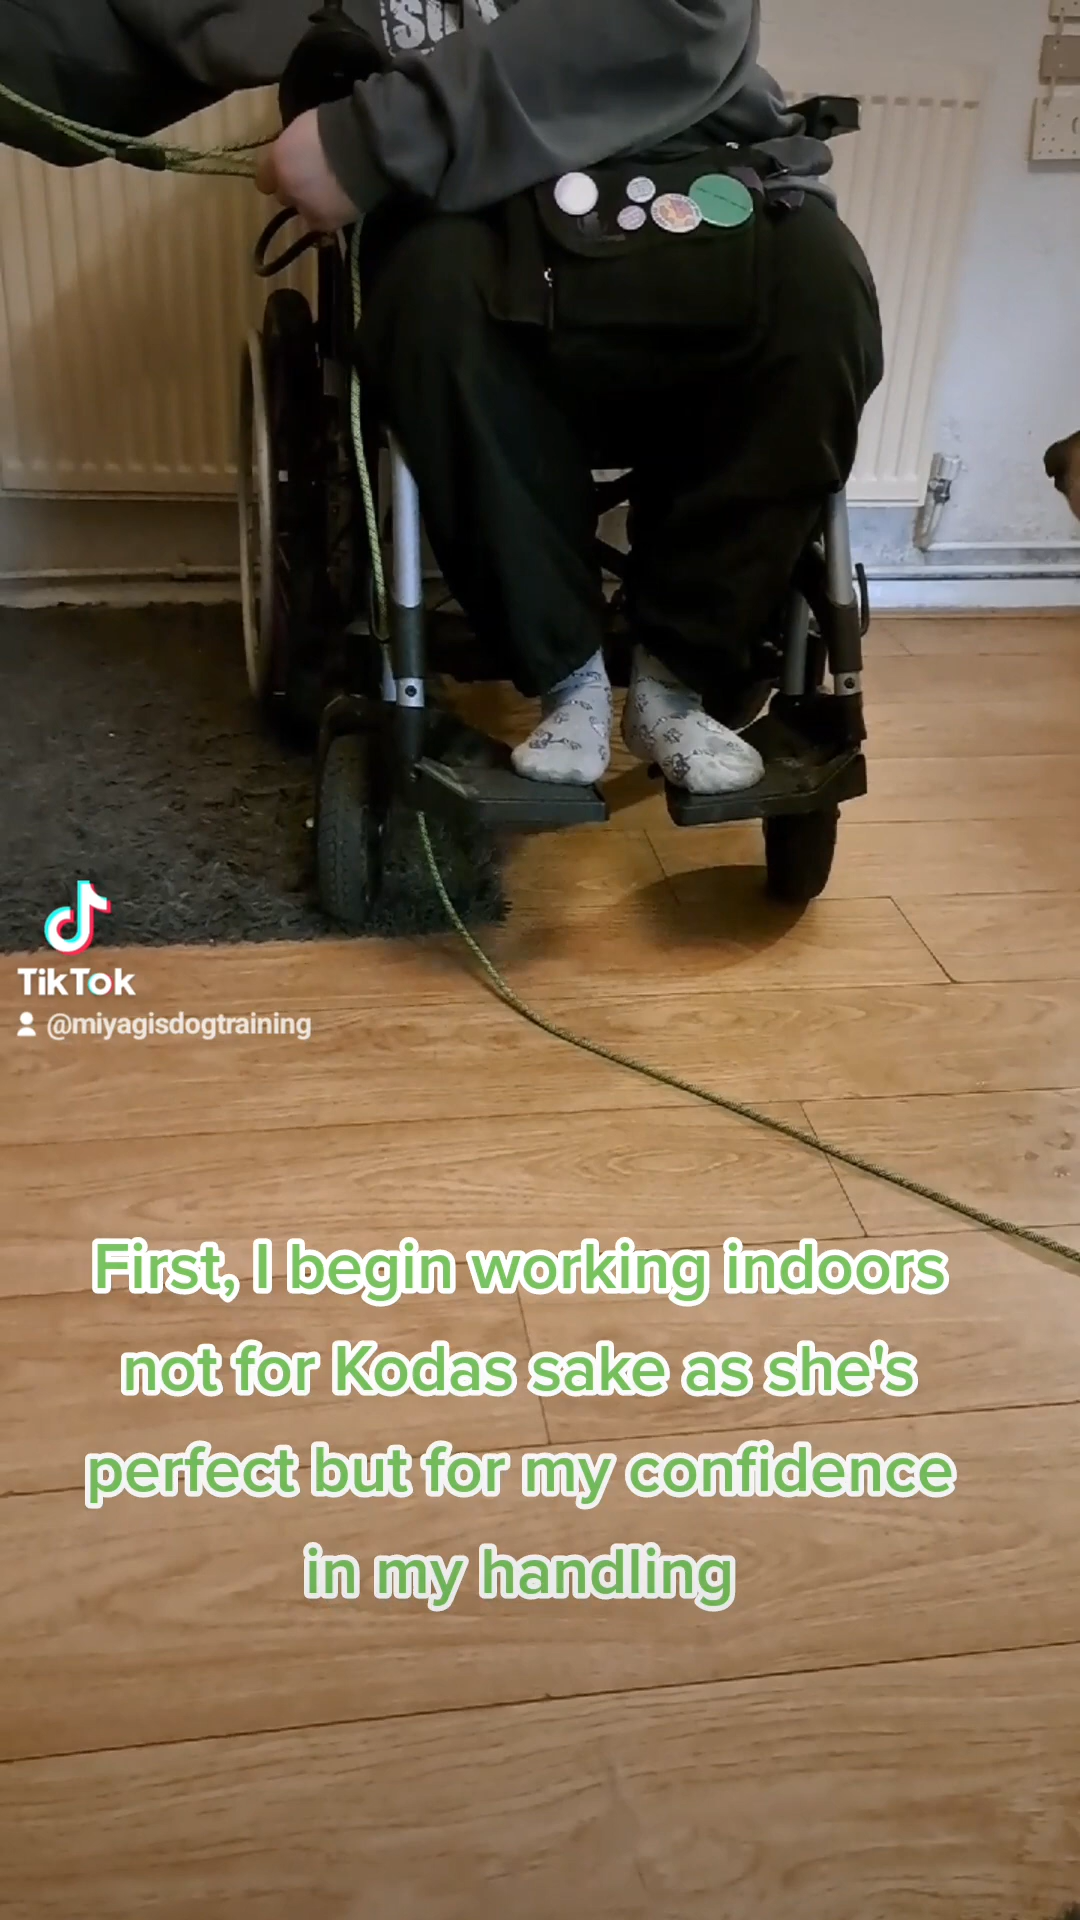 TikTok
@miyagisdogtraining
First, I begin working indoors
not for Kodas sake as she's
perfect but for my confidence
in my handling